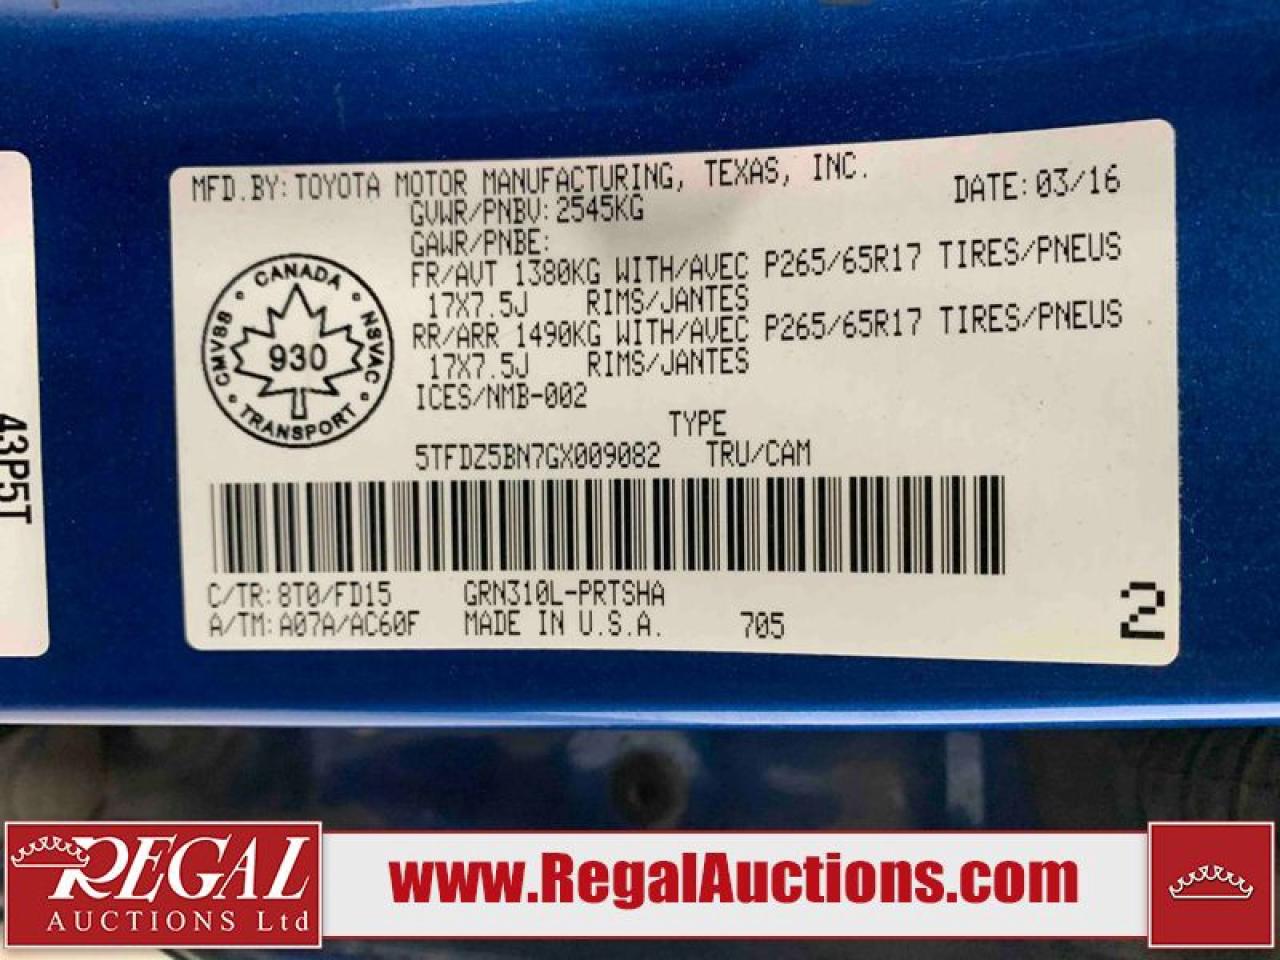 MFD.BY: TOYOTA MOTOR MANUFACTURING, TEXAS, INC. DATE: 03/16
GVWR/PNBV: 2545KG
GAWR/PNBE:
FR/AVT 1380KG WITH/AVEC P265/65R17 TIRES/PNEUS
17X7.5J RIMS/JANTES
RR/ARR 1490KG WITH/AVEC P265/65R17 TIRES/PNEUS
17X7.5J RIMS/JANTES
ICES/NMB-002
CANADA
CMVSS NSVAC
930
TRANSPORT
TYPE
5TFDZ5BN7GX009082 TRU/CAM
C/TR: 8T0/FD15 GRN310L-PRTSHA
A/TM: A07A/AC60F MADE IN U.S.A. 705
2
43P5T
REGAL
AUCTIONS Ltd
www.RegalAuctions.com